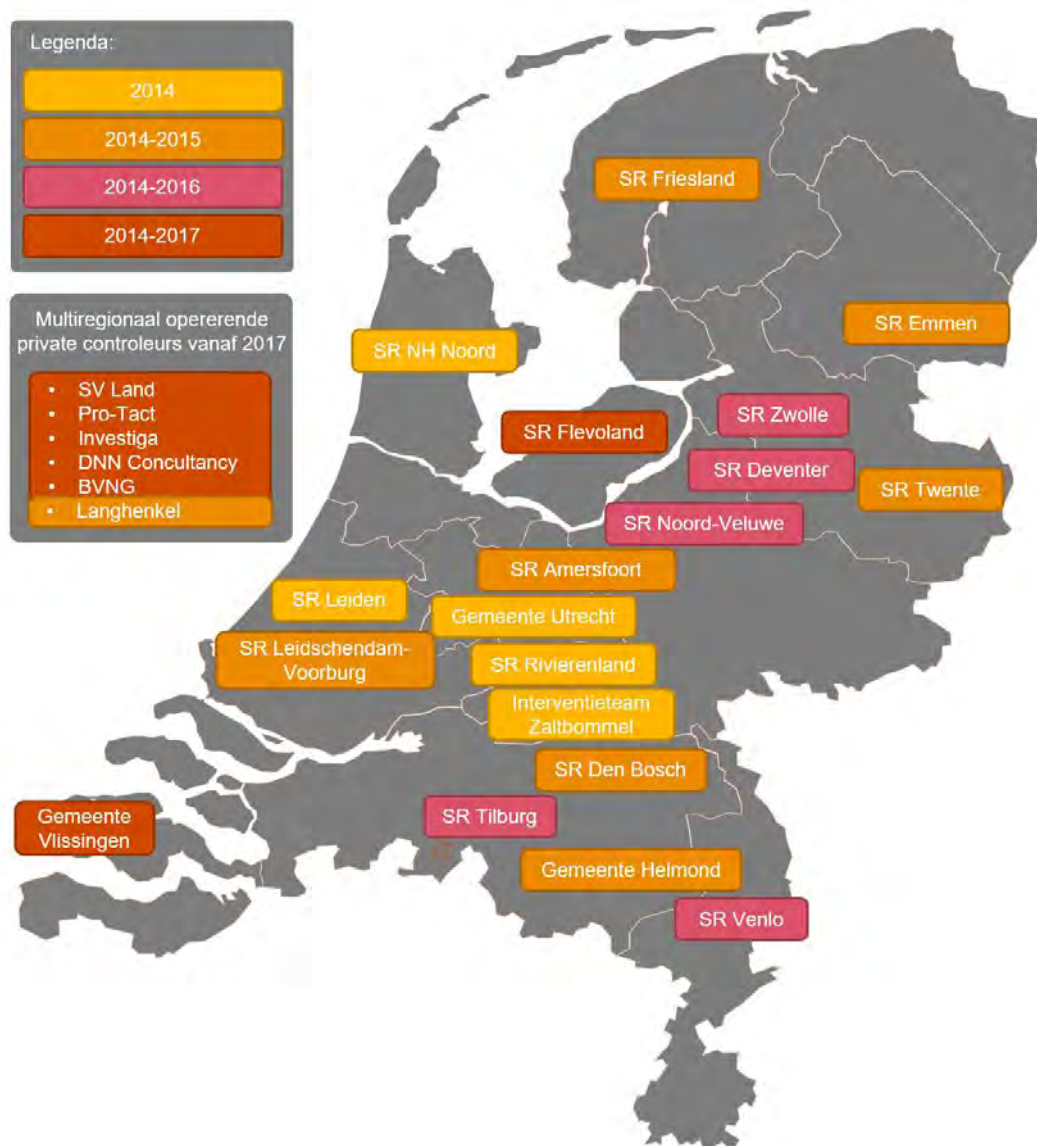 Legenda:
2014
2014-2015
2014-2016
2014-2017
Multiregionaal opererende
private controleurs vanaf 2017
• SV Land
• Pro-Tact
• Investiga
• DNN Concultancy
• BVNG
• Langhenkel
SR Friesland
SR Emmen
SR NH Noord
SR Zwolle
SR Flevoland
SR Deventer
SR Twente
SR Noord-Veluwe
SR Amersfoort
SR Leiden
Gemeente Utrecht
SR Leidschendam-
Voorburg
SR Rivierenland
Interventieteam
Zaltbommel
SR Den Bosch
Gemeente
Vlissingen
SR Tilburg
Gemeente Helmond
SR Venlo